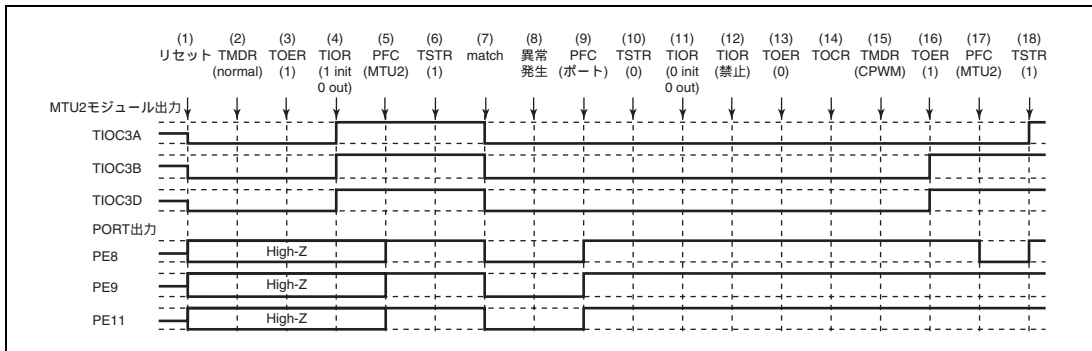 (1) (2) (3) (4) (5) (6) (7) (8) (9) (10) (11) (12) (13) (14) (15) (16) (17) (18)
リセット TMDR TOER TIOR PFC TSTR match 異常 PFC TSTR TIOR TIOR TOER TOCR TMDR TOER PFC TSTR
(normal) (1) (1 init (MTU2) (1) 発生 (ポート) (0) (0 init (禁止) (0) (CPWM) (1) (MTU2) (1)
0 out) 0 out)
MTU2モジュール出力
TIOC3A
TIOC3B
TIOC3D
PORT出力
PE8 High-Z
PE9 High-Z
PE11 High-Z